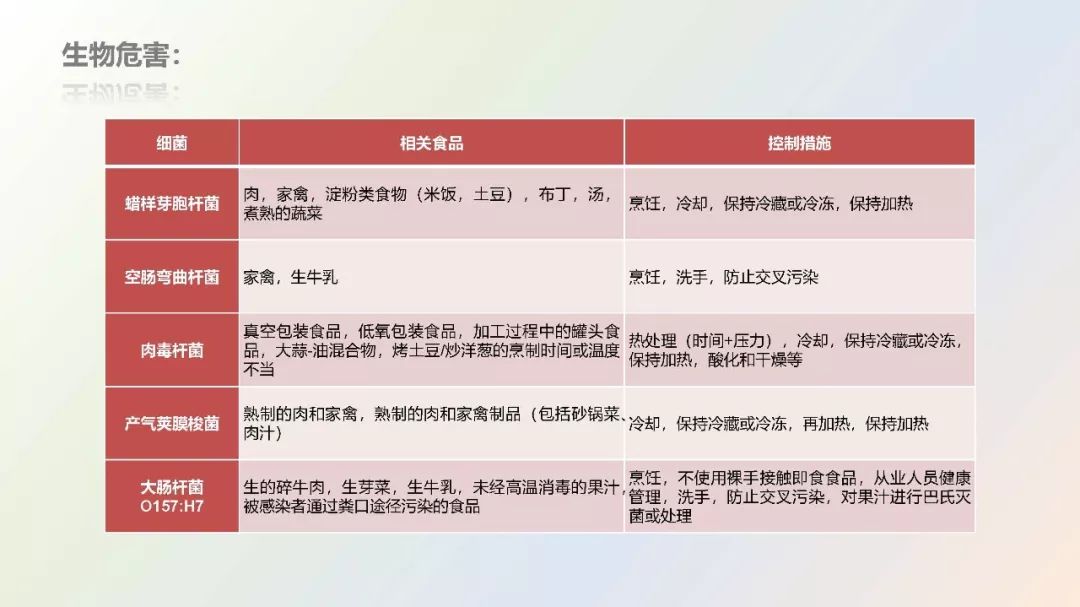 生物危害：
细菌
相关食品
控制措施
蜡样芽胞杆菌
肉，家禽，淀粉类食物（米饭，土豆），布丁，汤，
煮熟的蔬菜
烹饪，冷却，保持冷藏或冷冻，保持加热
空肠弯曲杆菌
家禽，生牛乳
烹饪，洗手，防止交叉污染
肉毒杆菌
真空包装食品，低氧包装食品，加工过程中的罐头食
品，大蒜-油混合物，烤土豆/炒洋葱的烹制时间或温度
不当
热处理（时间+压力），冷却，保持冷藏或冷冻，
保持加热，酸化和干燥等
产气荚膜梭菌
熟制的肉和家禽，熟制的肉和家禽制品（包括砂锅菜、
肉汁）
冷却，保持冷藏或冷冻，再加热，保持加热
大肠杆菌
O157:H7
生的碎牛肉，生芽菜，生牛乳，未经高温消毒的果汁，
被感染者通过粪口途径污染的食品
烹饪，不使用裸手接触即食食品，从业人员健康
管理，洗手，防止交叉污染，对果汁进行巴氏灭
菌或处理